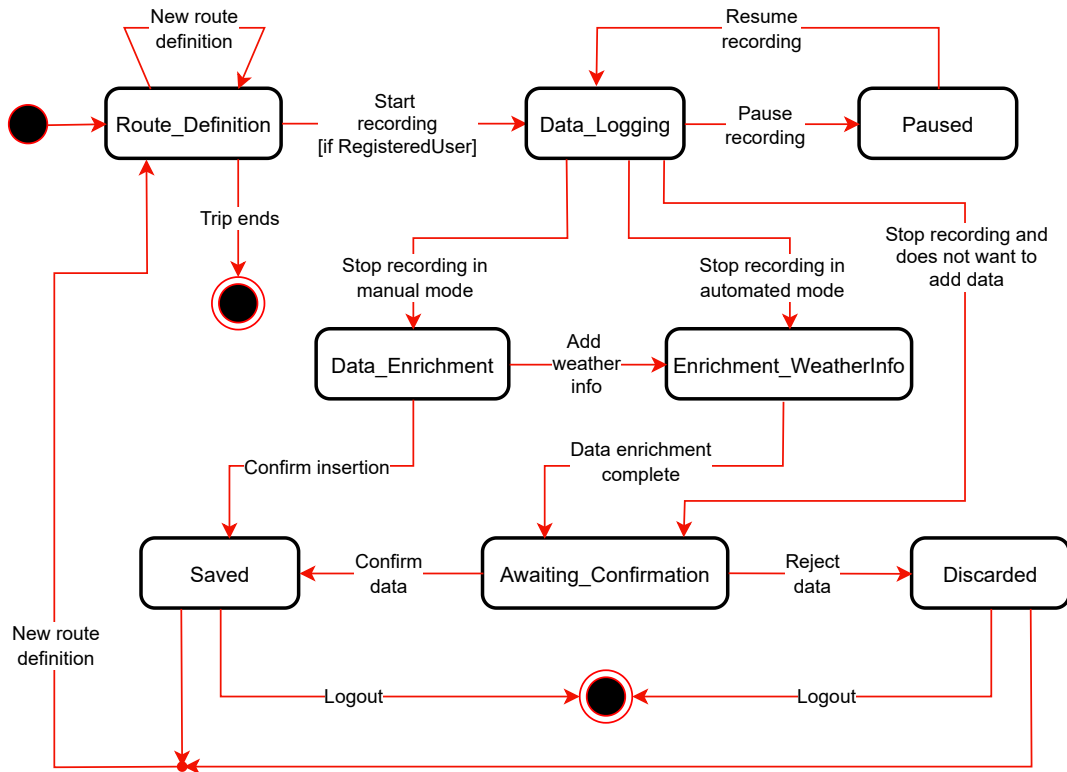 New route
definition
Resume
recording
Route_Definition
Start
recording
[if RegisteredUser]
Data_Logging
Pause
recording
Paused
Trip ends
Stop recording and
does not want to
add data
Stop recording in
manual mode
Stop recording in
automated mode
Data_Enrichment
Add
weather
info
Enrichment_WeatherInfo
Confirm insertion
Data enrichment
complete
Saved
Confirm
data
Awaiting_Confirmation
Reject
data
Discarded
New route
definition
Logout
Logout